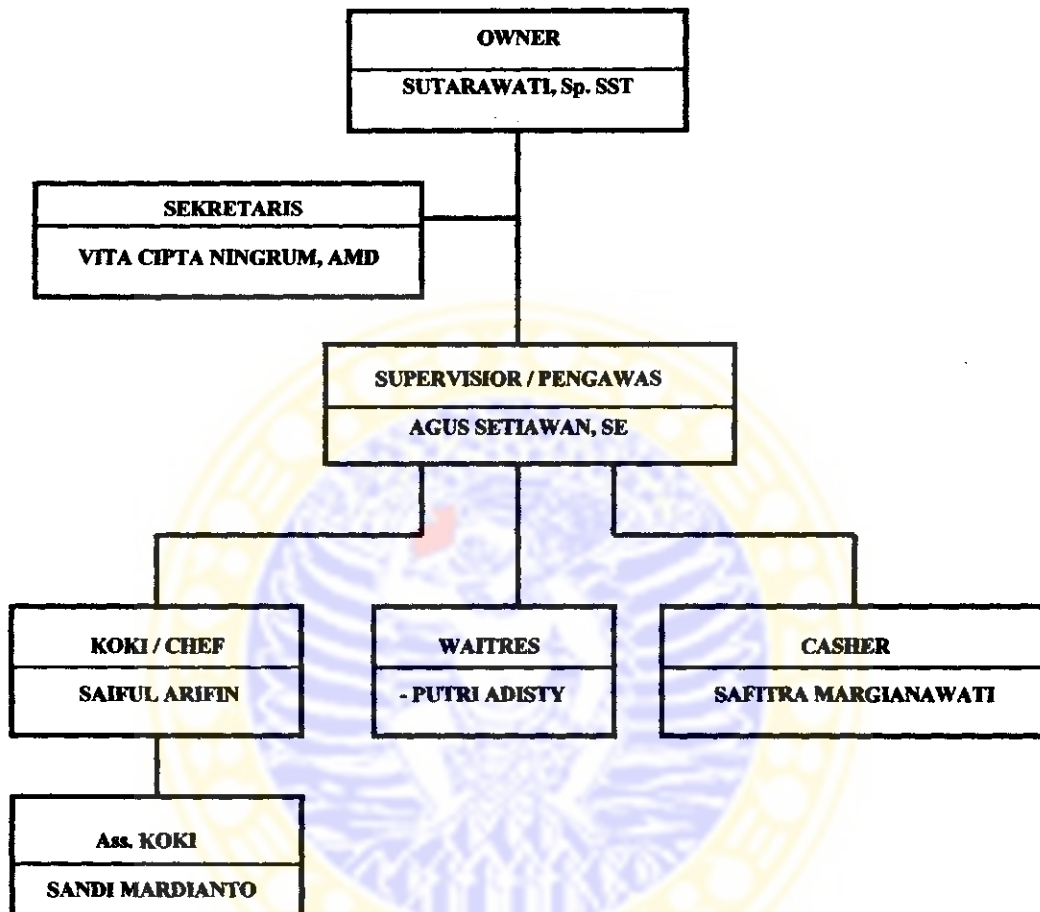 OWNER
SUTARAWATI, Sp. SST
SEKRETARIS
VITA CIPTA NINGRUM, AMD
SUPERVISIOR / PENGAWAS
AGUS SETIAWAN, SE
KOKI / CHEF
SAIFUL ARIFIN
WAITRES
- PUTRI ADISTY
CASHER
SAFITRA MARGIANAWATI
Ass. KOKI
SANDI MARDIANTO